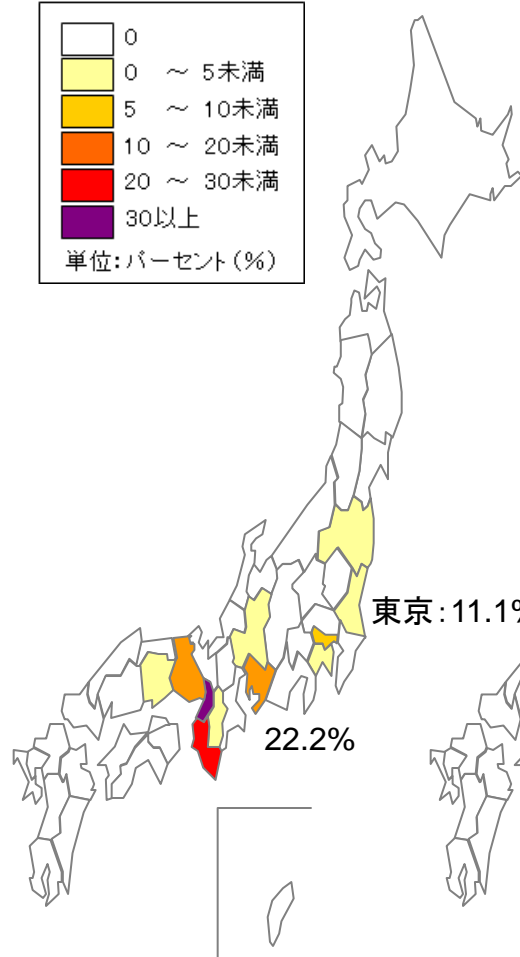 0
0 ～ 5未満
5 ～ 10未満
10 ～ 20未満
20 ～ 30未満
30以上
単位:パーセント(%)
東京:11.1%
22.2%